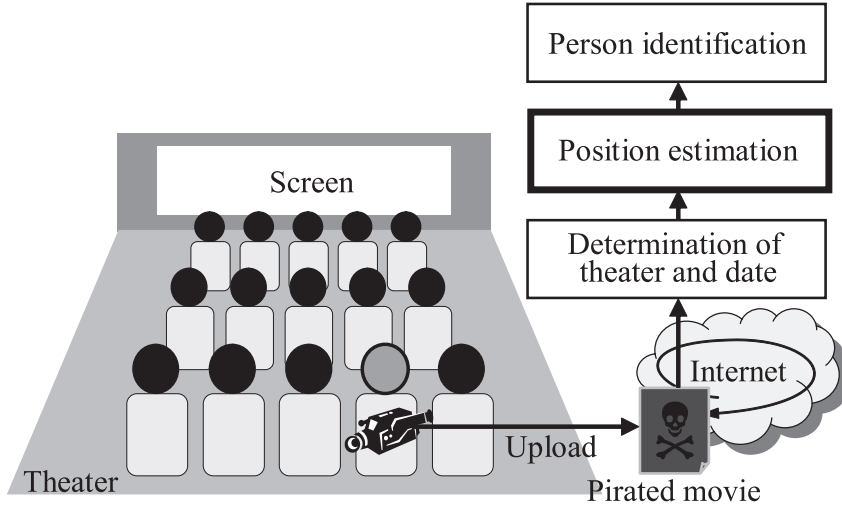 Person identification
Position estimation
Screen
Determination of
theater and date
Internet
Upload
Theater
Pirated movie